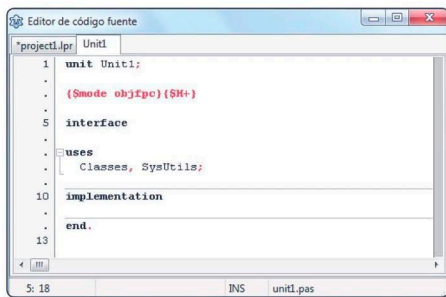 Editor de código fuente
*project1.lpr Unit1
1 unit Unit1;
{$mode objfpc}{$H+}
5 interface
uses
Classes, SysUtils;
10 implementation
end.
13
5: 18 INS unit1.pas